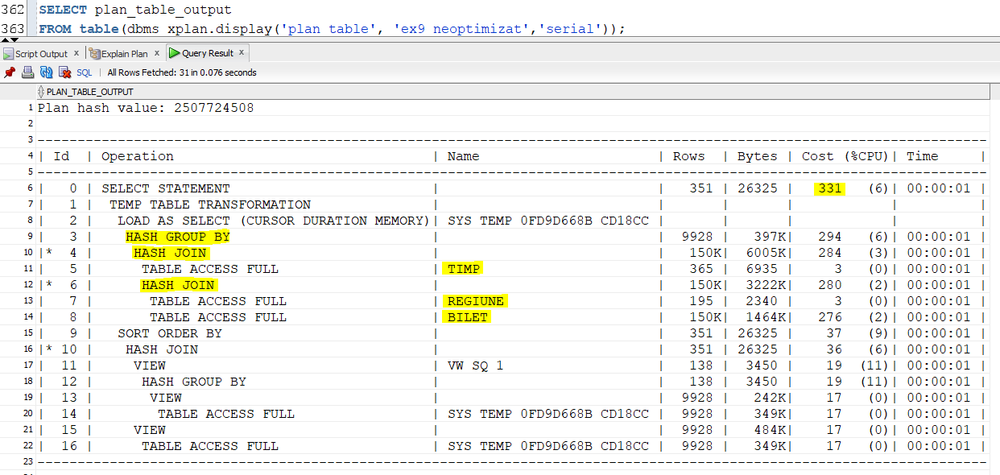 362 SELECT plan_table_output
363 FROM table(dbms xplan.display('plan table', 'ex9 neoptimizat','serial'));
Script Output x Explain Plan x Query Result x
SQL | All Rows Fetched: 31 in 0.076 seconds
PLAN_TABLE_OUTPUT
1 Plan hash value: 2507724508
2
3 --------------------------------------------------------------------------------
4 | Id | Operation | Name | Rows | Bytes | Cost (%CPU)| Time |
5 --------------------------------------------------------------------------------
6 | 0 | SELECT STATEMENT | | 351 | 26325 | 331 (6)| 00:00:01 |
7 | 1 | TEMP TABLE TRANSFORMATION | | | | | |
8 | 2 | LOAD AS SELECT (CURSOR DURATION MEMORY)| SYS TEMP 0FD9D668B CD18CC | | | | |
9 | 3 | HASH GROUP BY | | 9928 | 397K| 294 (6)| 00:00:01 |
10 |* 4 | HASH JOIN | | 150K| 6005K| 284 (3)| 00:00:01 |
11 | 5 | TABLE ACCESS FULL | TIMP | 365 | 6935 | 3 (0)| 00:00:01 |
12 |* 6 | HASH JOIN | | 150K| 3222K| 280 (2)| 00:00:01 |
13 | 7 | TABLE ACCESS FULL | REGIUNE | 195 | 2340 | 3 (0)| 00:00:01 |
14 | 8 | TABLE ACCESS FULL | BILET | 150K| 1464K| 276 (2)| 00:00:01 |
15 | 9 | SORT ORDER BY | | 351 | 26325 | 37 (9)| 00:00:01 |
16 |* 10 | HASH JOIN | | 351 | 26325 | 36 (6)| 00:00:01 |
17 | 11 | VIEW | VW SQ 1 | 138 | 3450 | 19 (11)| 00:00:01 |
18 | 12 | HASH GROUP BY | | 138 | 3450 | 19 (11)| 00:00:01 |
19 | 13 | VIEW | | 9928 | 242K| 17 (0)| 00:00:01 |
20 | 14 | TABLE ACCESS FULL | SYS TEMP 0FD9D668B CD18CC | 9928 | 349K| 17 (0)| 00:00:01 |
21 | 15 | VIEW | | 9928 | 484K| 17 (0)| 00:00:01 |
22 | 16 | TABLE ACCESS FULL | SYS TEMP 0FD9D668B CD18CC | 9928 | 349K| 17 (0)| 00:00:01 |
23 --------------------------------------------------------------------------------